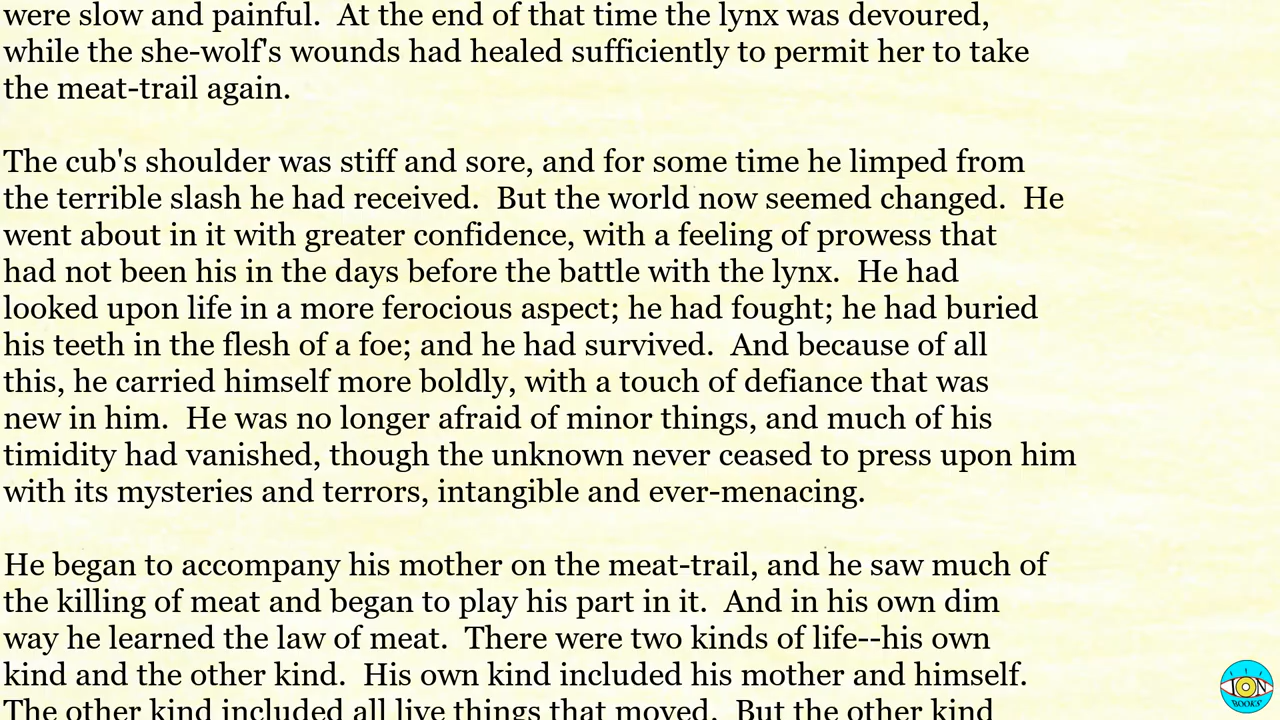 were slow and painful.  At the end of that time the lynx was devoured,
while the she-wolf's wounds had healed sufficiently to permit her to take
the meat-trail again.
The cub's shoulder was stiff and sore, and for some time he limped from
the terrible slash he had received.  But the world now seemed changed.  He
went about in it with greater confidence, with a feeling of prowess that
had not been his in the days before the battle with the lynx.  He had
looked upon life in a more ferocious aspect; he had fought; he had buried
his teeth in the flesh of a foe; and he had survived.  And because of all
this, he carried himself more boldly, with a touch of defiance that was
new in him.  He was no longer afraid of minor things, and much of his
timidity had vanished, though the unknown never ceased to press upon him
with its mysteries and terrors, intangible and ever-menacing.
He began to accompany his mother on the meat-trail, and he saw much of
the killing of meat and began to play his part in it.  And in his own dim
way he learned the law of meat.  There were two kinds of life--his own
kind and the other kind.  His own kind included his mother and himself.
The other kind included all live things that moved.  But the other kind
ION
BOOKS